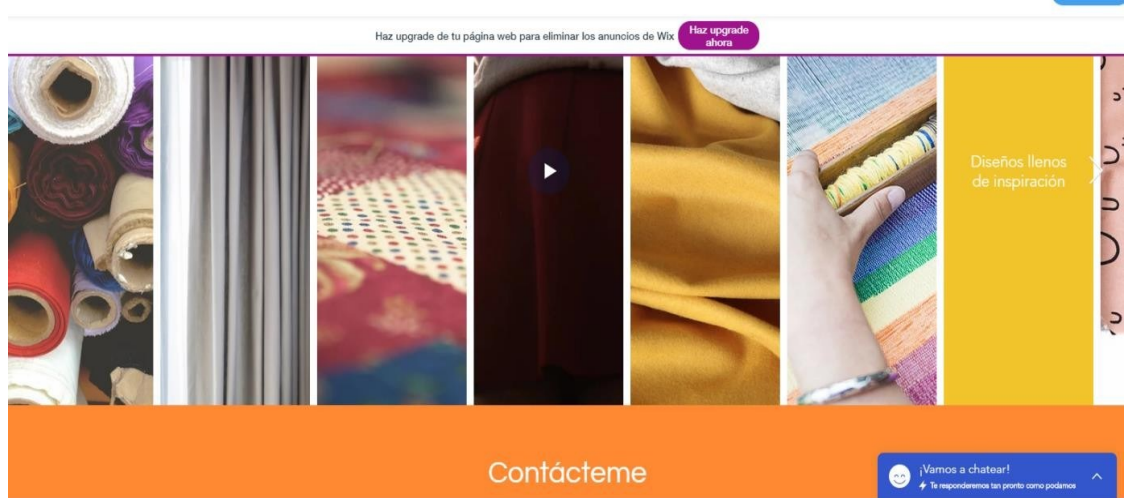 Haz upgrade de tu página web para eliminar los anuncios de Wix
Haz upgrade
ahora
Diseños llenos
de inspiración
Contácteme
¡Vamos a chatear!
Te responderemos tan pronto como podamos